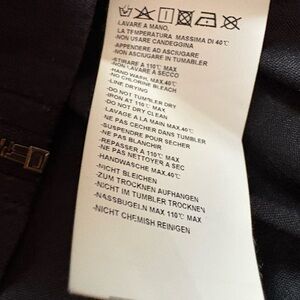 LAVARE A MANO,
LA TEMPERATURA MASSIMA DI 40°C
-NON USARE CANDEGGINA
-APPENDERE AD ASCIUGARE
-NON ASCIUGARE IN TUMBLER
-STIRARE A 110°C MAX
-NON LAVARE A SECCO
-HAND WARM, MAX.40°C
-NO CHLORINE BLEACH
-LINE DRYING
-DO NOT TUMBLER DRY
-IRON AT 110°C MAX
-DO NOT DRY CLEAN
-LAVAGE A LA MAIN MAX.40°C
-NE PAS CECHER DANS TUMBLER
-SUSPENDRE POUR SECHER
-NE PAS BLANCHIR
-REPASSER A 110°C MAX
-NE PAS NETTOYER A SEC
-HANDWASCHE MAX.40°C
-NICHT BLEICHEN
-ZUM TROCKNEN AUFHANGEN
-NICHT IM TUMBLER TROCKNEN
-NASSBUGELN MAX 110°C MAX
-NICHT CHEMISH REINIGEN